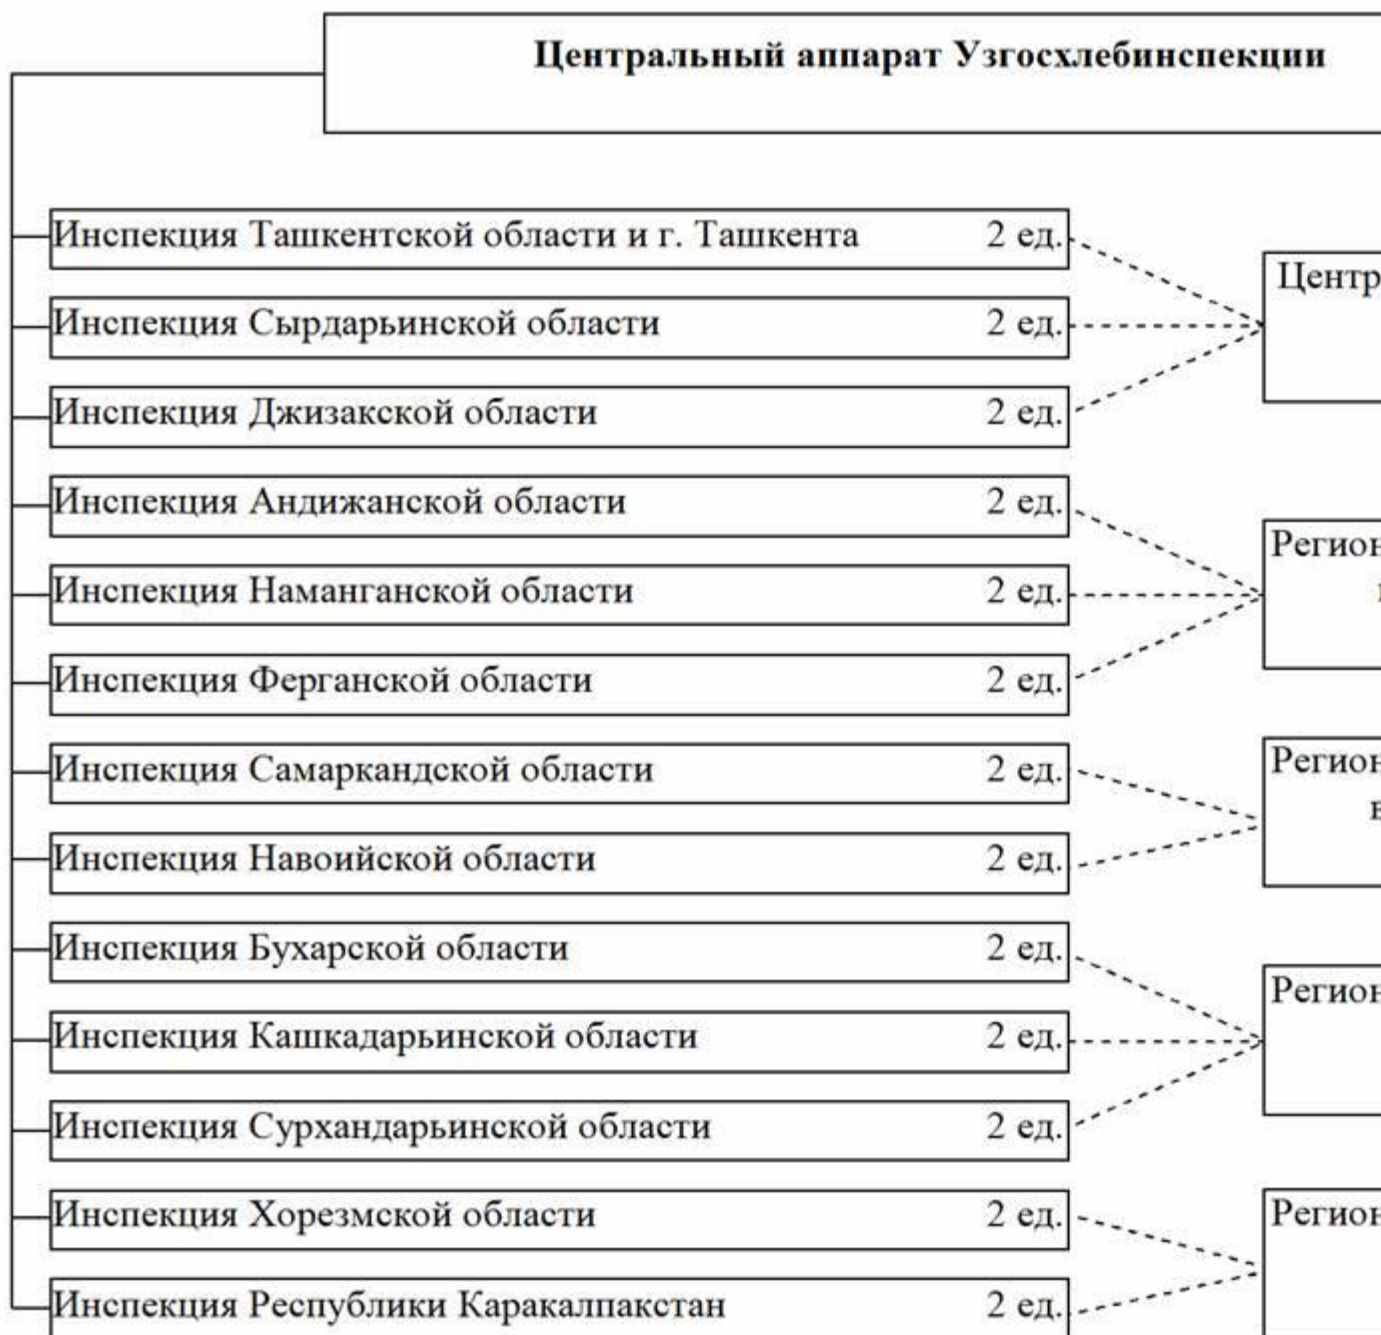 Центральный аппарат Узгосхлебинспекции
Инспекция Ташкентской области и г. Ташкента 2 ед.
Инспекция Сырдарьинской области 2 ед.
Инспекция Джизакской области 2 ед.
Инспекция Андижанской области 2 ед.
Инспекция Наманганской области 2 ед.
Инспекция Ферганской области 2 ед.
Инспекция Самаркандской области 2 ед.
Инспекция Навоийской области 2 ед.
Инспекция Бухарской области 2 ед.
Инспекция Кашкадарьинской области 2 ед.
Инспекция Сурхандарьинской области 2 ед.
Инспекция Хорезмской области 2 ед.
Инспекция Республики Каракалпакстан 2 ед.
Центр
Регион
Регион
в
Регион
Регион